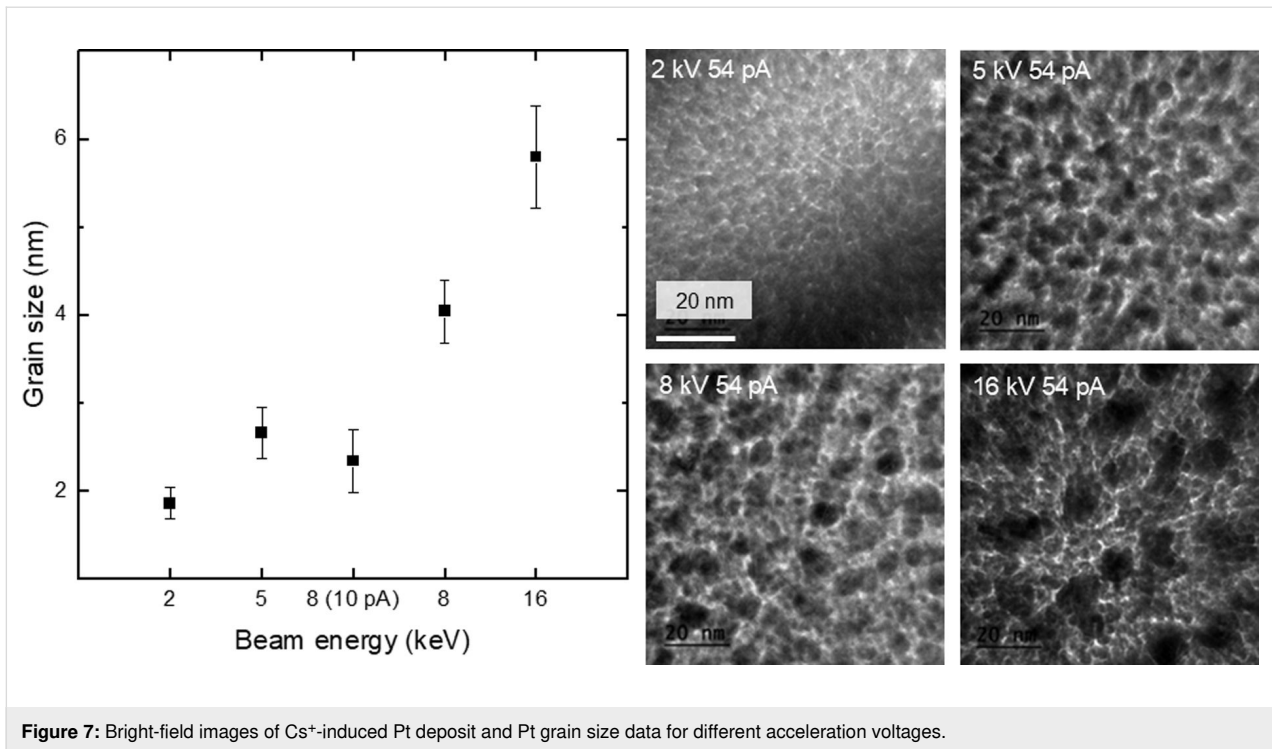 6
4
2
Grain size (nm)
2 5 8 (10 pA) 8 16
Beam energy (keV)
2 kV 54 pA
20 nm
20 nm
5 kV 54 pA
20 nm
8 kV 54 pA
20 nm
16 kV 54 pA
20 nm
Figure 7: Bright-field images of Cs⁺-induced Pt deposit and Pt grain size data for different acceleration voltages.